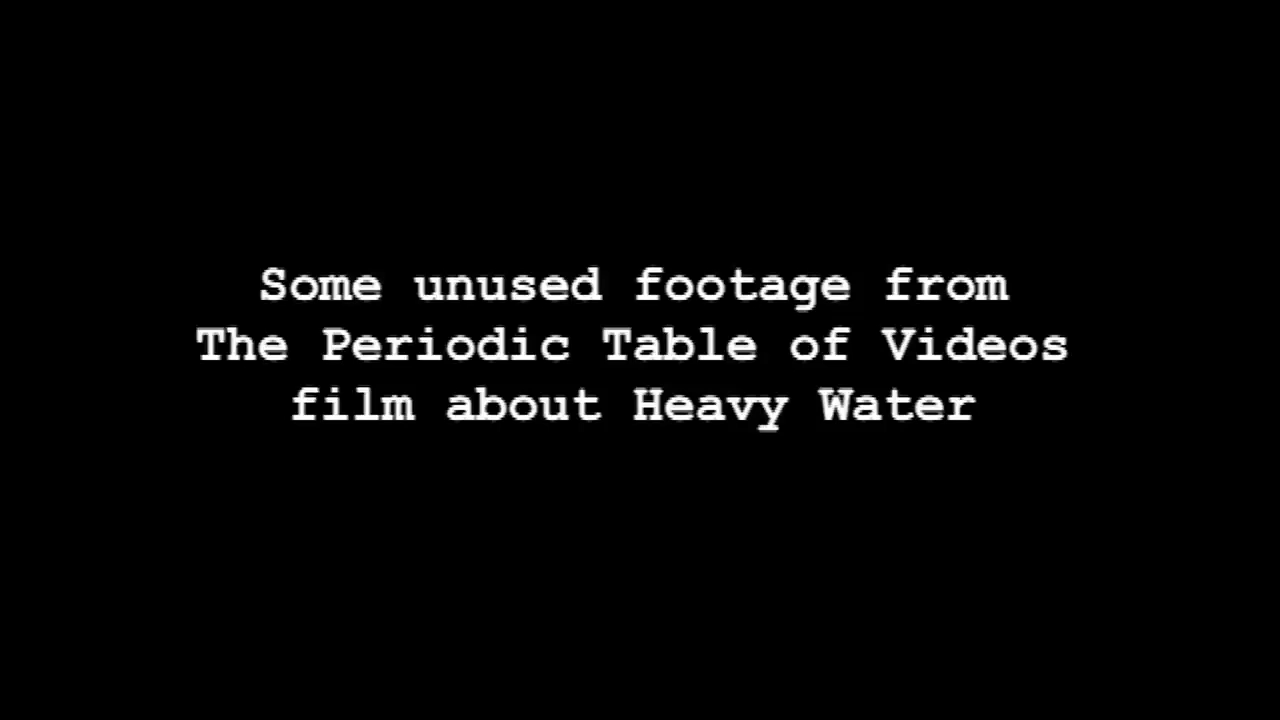 Some unused footage from
The Periodic Table of Videos
film about Heavy Water